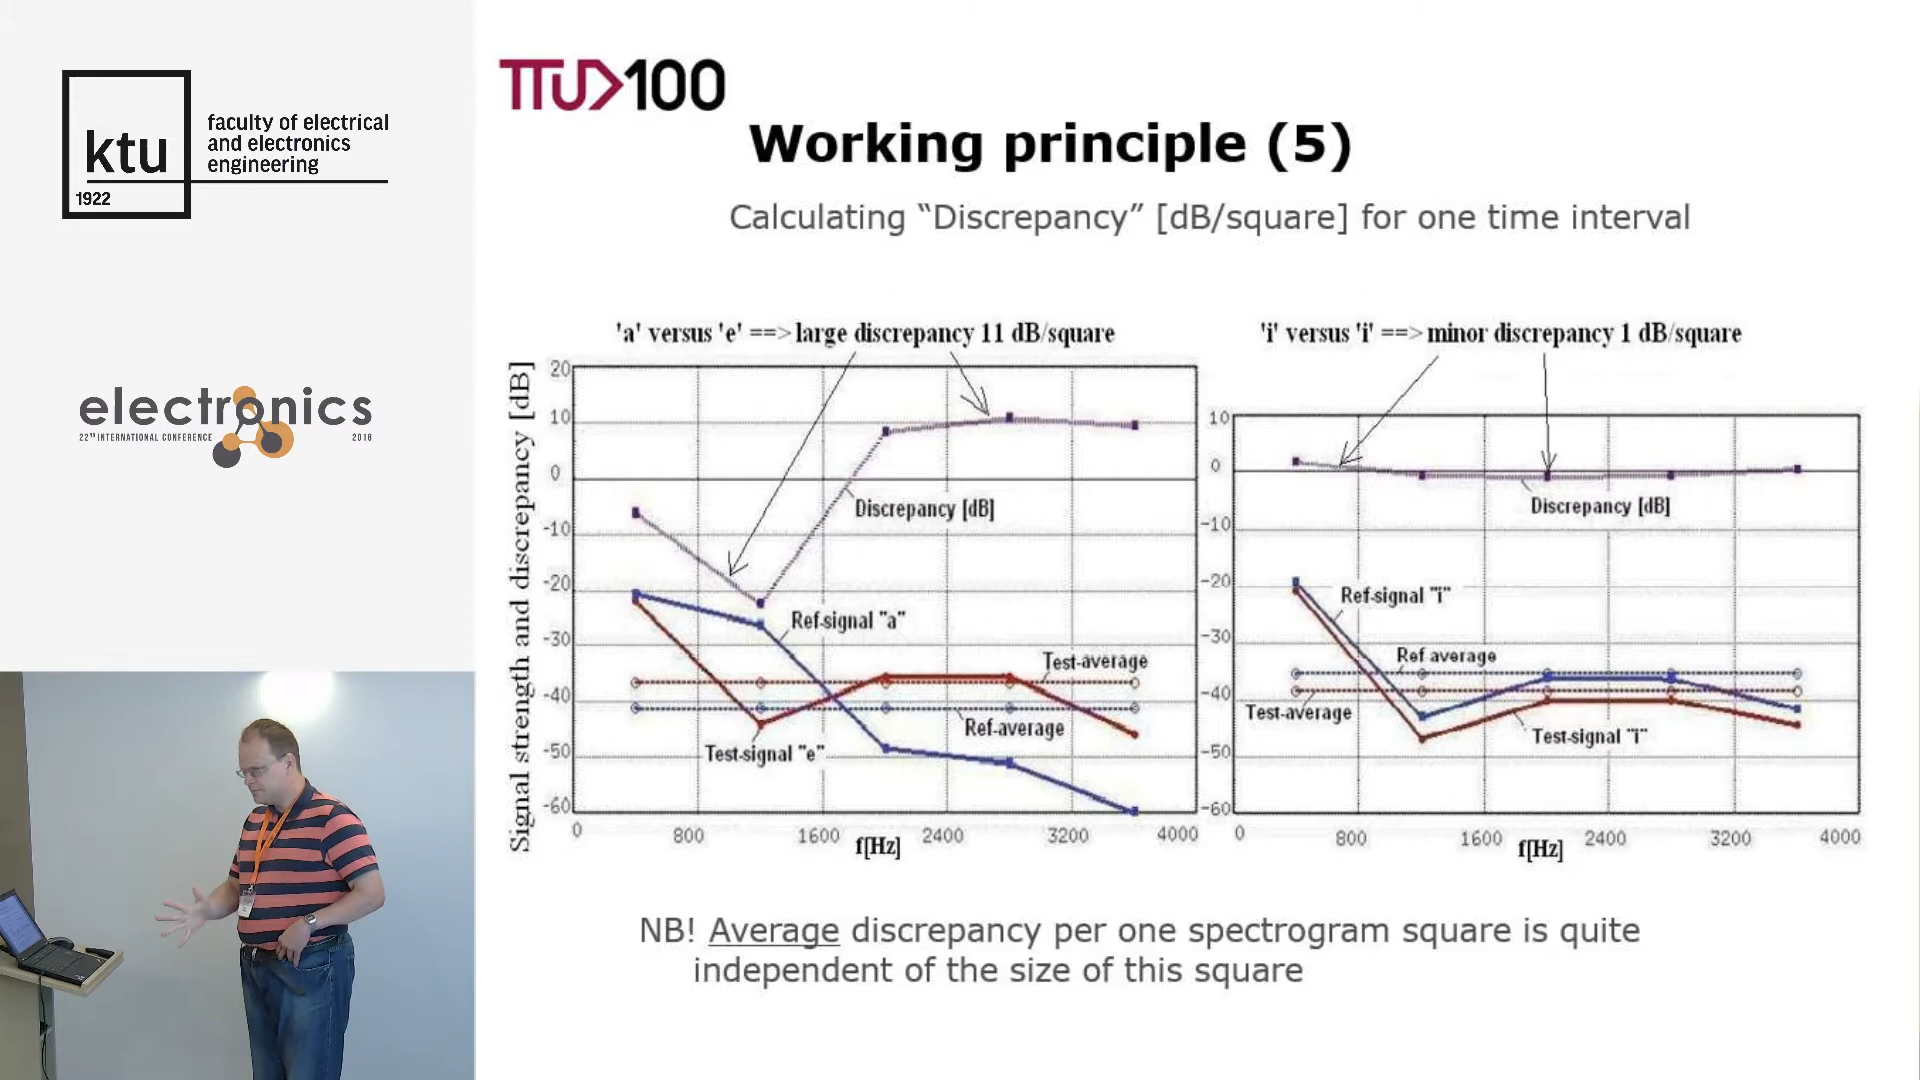 ktu
1922
faculty of electrical
and electronics
engineering
electronics
22ND INTERNATIONAL CONFERENCE 2018
TTU100
Working principle (5)
Calculating “Discrepancy” [dB/square] for one time interval
'a' versus 'e' ==> large discrepancy 11 dB/square
Signal strength and discrepancy [dB]
20
10
0
-10
-20
-30
-40
-50
-60
Discrepancy [dB]
Ref-signal "a"
Test-average
Ref-average
Test-signal "e"
0 800 1600 2400 3200 4000
f[Hz]
'i' versus 'i' ==> minor discrepancy 1 dB/square
10
0
-10
-20
-30
-40
-50
-60
Discrepancy [dB]
Ref-signal "i"
Ref average
Test-average
Test-signal "i"
0 800 1600 2400 3200 4000
f[Hz]
NB! Average discrepancy per one spectrogram square is quite
independent of the size of this square